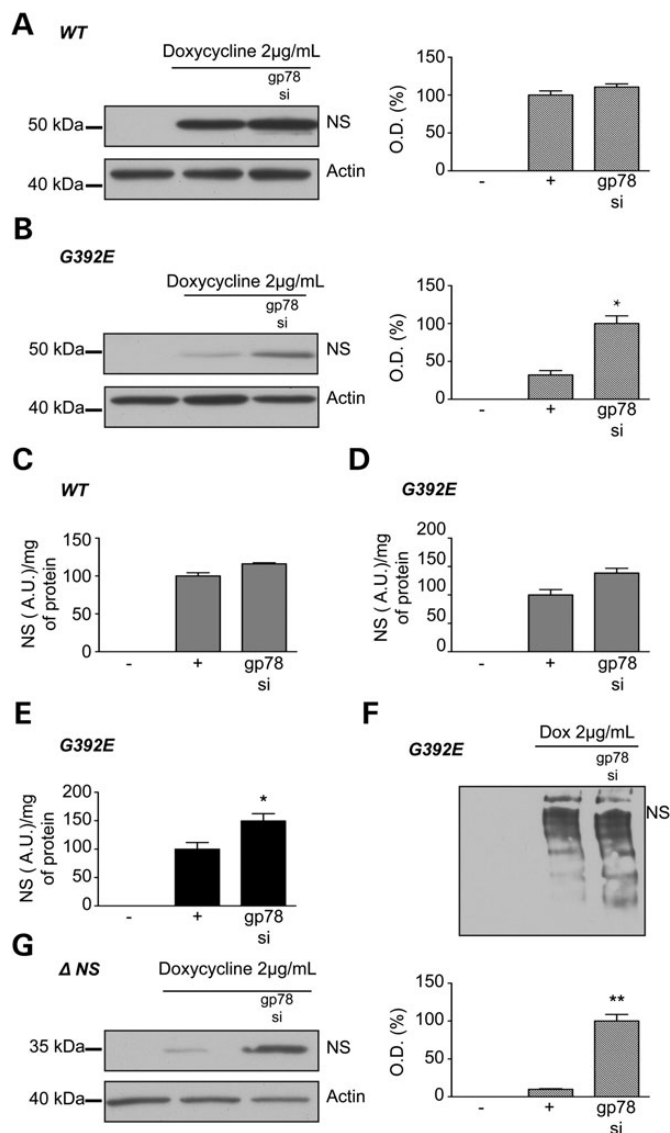 A
WT
Doxycycline 2µg/mL
gp78
si
50 kDa
NS
40 kDa
Actin
O.D. (%)
150
100
50
0
-
+
gp78
si
B
G392E
Doxycycline 2µg/mL
gp78
si
50 kDa
NS
40 kDa
Actin
O.D. (%)
150
100
50
0
*
-
+
gp78
si
C
WT
NS ( A.U.)/mg
of protein
150
100
50
0
-
+
gp78
si
D
G392E
NS ( A.U.)/mg
of protein
200
150
100
50
0
-
+
gp78
si
E
G392E
NS ( A.U.)/mg
of protein
200
150
100
50
0
*
-
+
gp78
si
F
G392E
Dox 2µg/mL
gp78
si
NS
G
Δ NS
Doxycycline 2µg/mL
gp78
si
35 kDa
NS
40 kDa
Actin
O.D. (%)
150
100
50
0
**
-
+
gp78
si